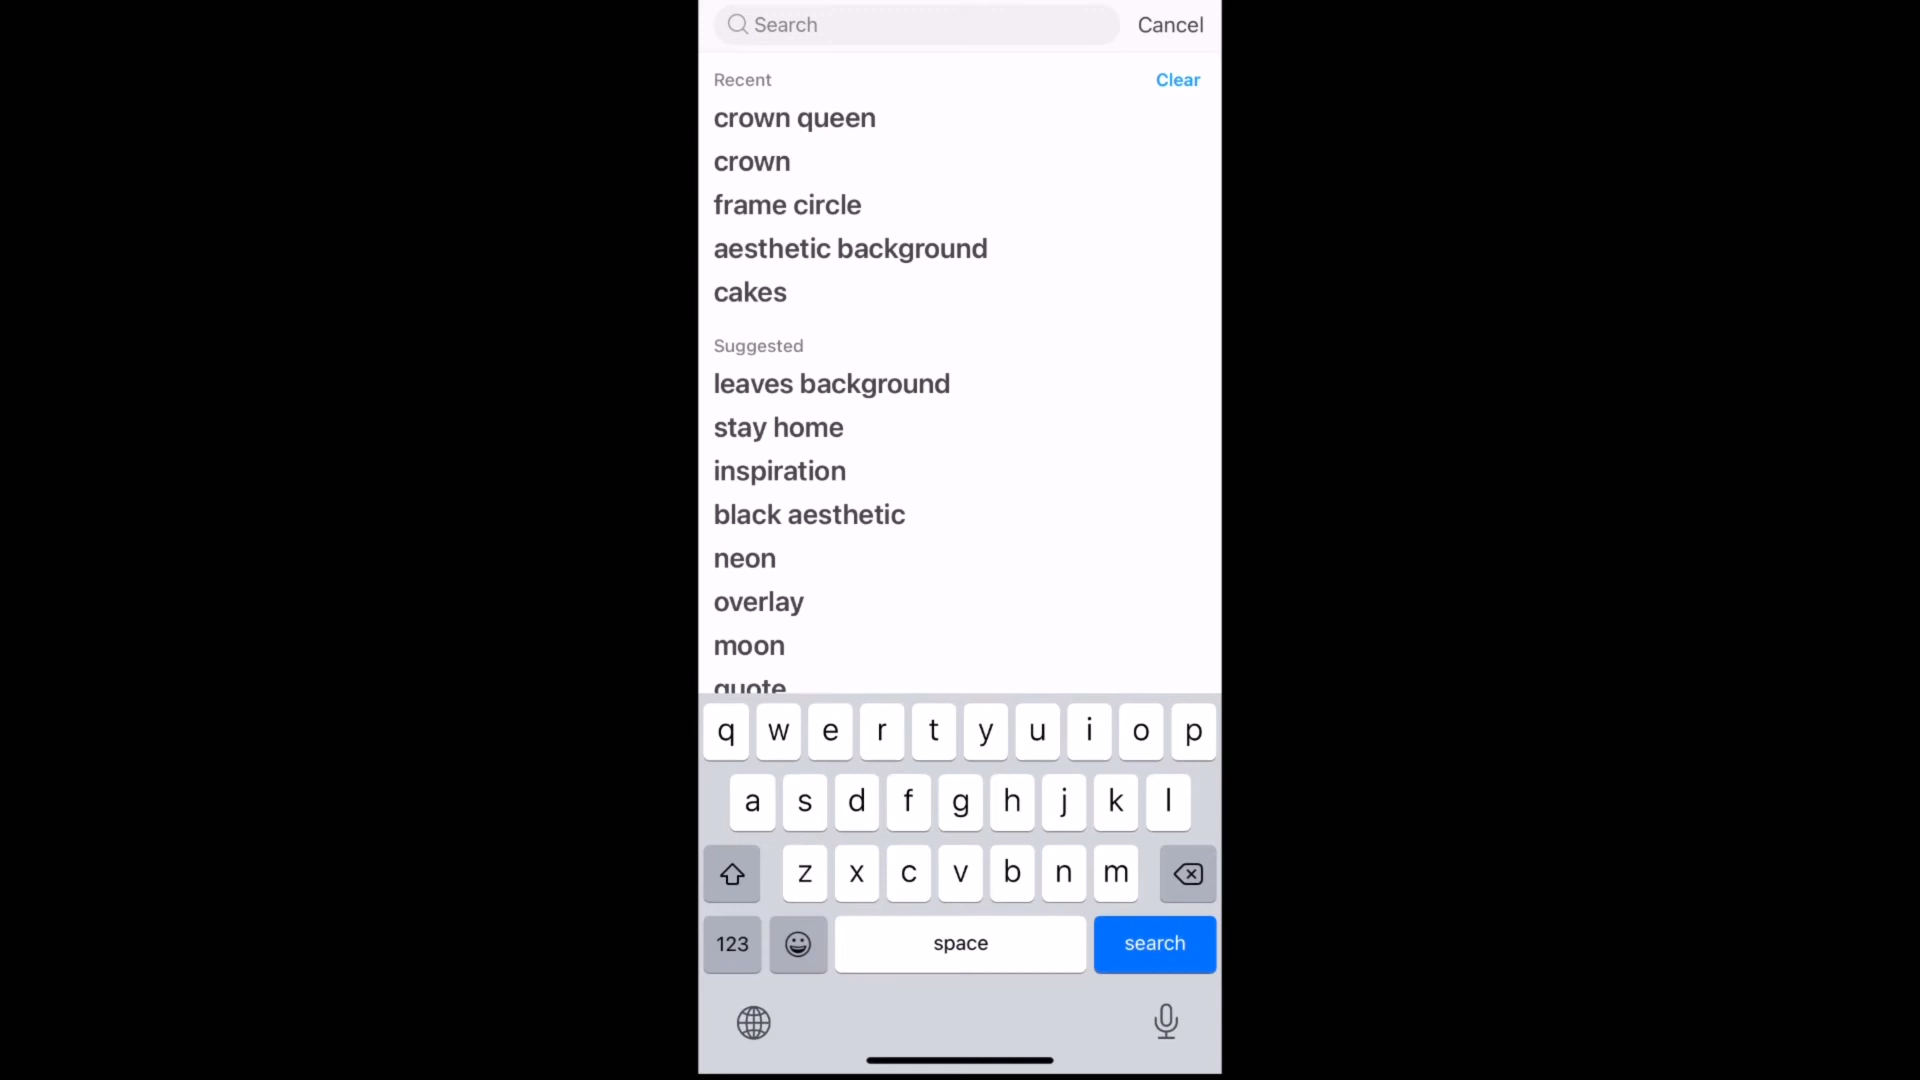 Search Cancel
Recent Clear
crown queen
crown
frame circle
aesthetic background
cakes
Suggested
leaves background
stay home
inspiration
black aesthetic
neon
overlay
moon
quote
q w e r t y u i o p
a s d f g h j k l
z x c v b n m
123 space search